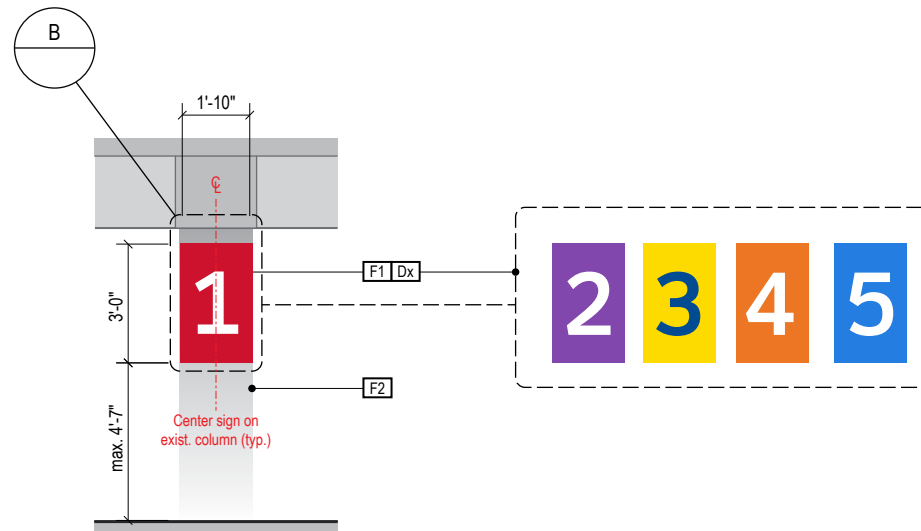 B
1'-10"
℄
F1 Dx
1
2 3 4 5
3'-0"
F2
Center sign on
exist. column (typ.)
max. 4'-7"